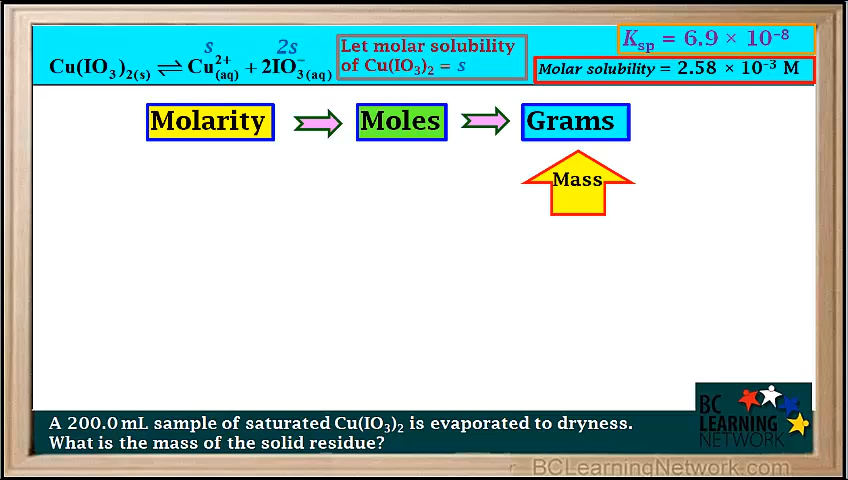 s 2s
Cu(IO₃)₂₍ₛ₎ ⇌ Cu²⁺(aq) + 2IO₃⁻(aq)
Let molar solubility
of Cu(IO₃)₂ = s
Ksp = 6.9 × 10⁻⁸
Molar solubility = 2.58 × 10⁻³ M
Molarity Moles Grams
Mass
BC
LEARNING
NETWORK
A 200.0 mL sample of saturated Cu(IO₃)₂ is evaporated to dryness.
What is the mass of the solid residue?
BCLearningNetwork.com